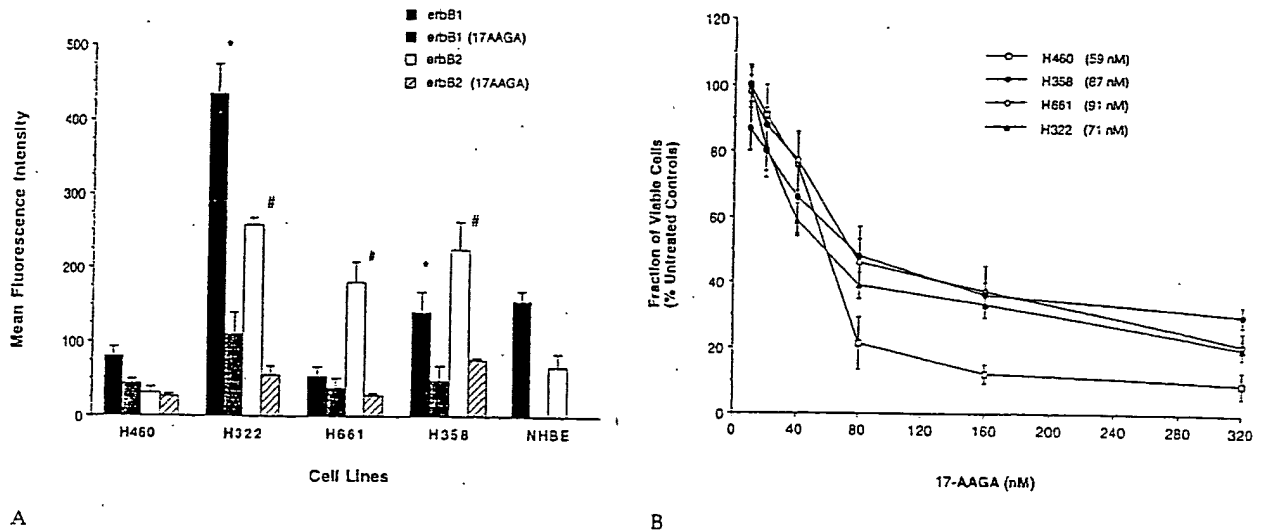 erbB1
erbB1 (17AAGA)
erbB2
erbB2 (17AAGA)
Mean Fluorescence Intensity
500
400
300
200
100
0
*
#
#
*
#
H460
H322
H661
H358
NHBE
Cell Lines
A
120
100
80
60
40
20
0
Fraction of Viable Cells
(% Untreated Controls)
H460 (59 nM)
H358 (87 nM)
H661 (91 nM)
H322 (71 nM)
0 40 80 120 160 200 240 280 320
17-AAGA (nM)
B